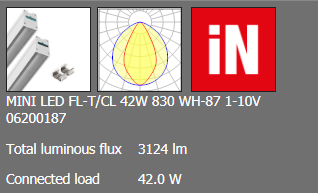 iN
MINI LED FL-T/CL 42W 830 WH-87 1-10V
06200187
Total luminous flux 3124 lm
Connected load 42.0 W